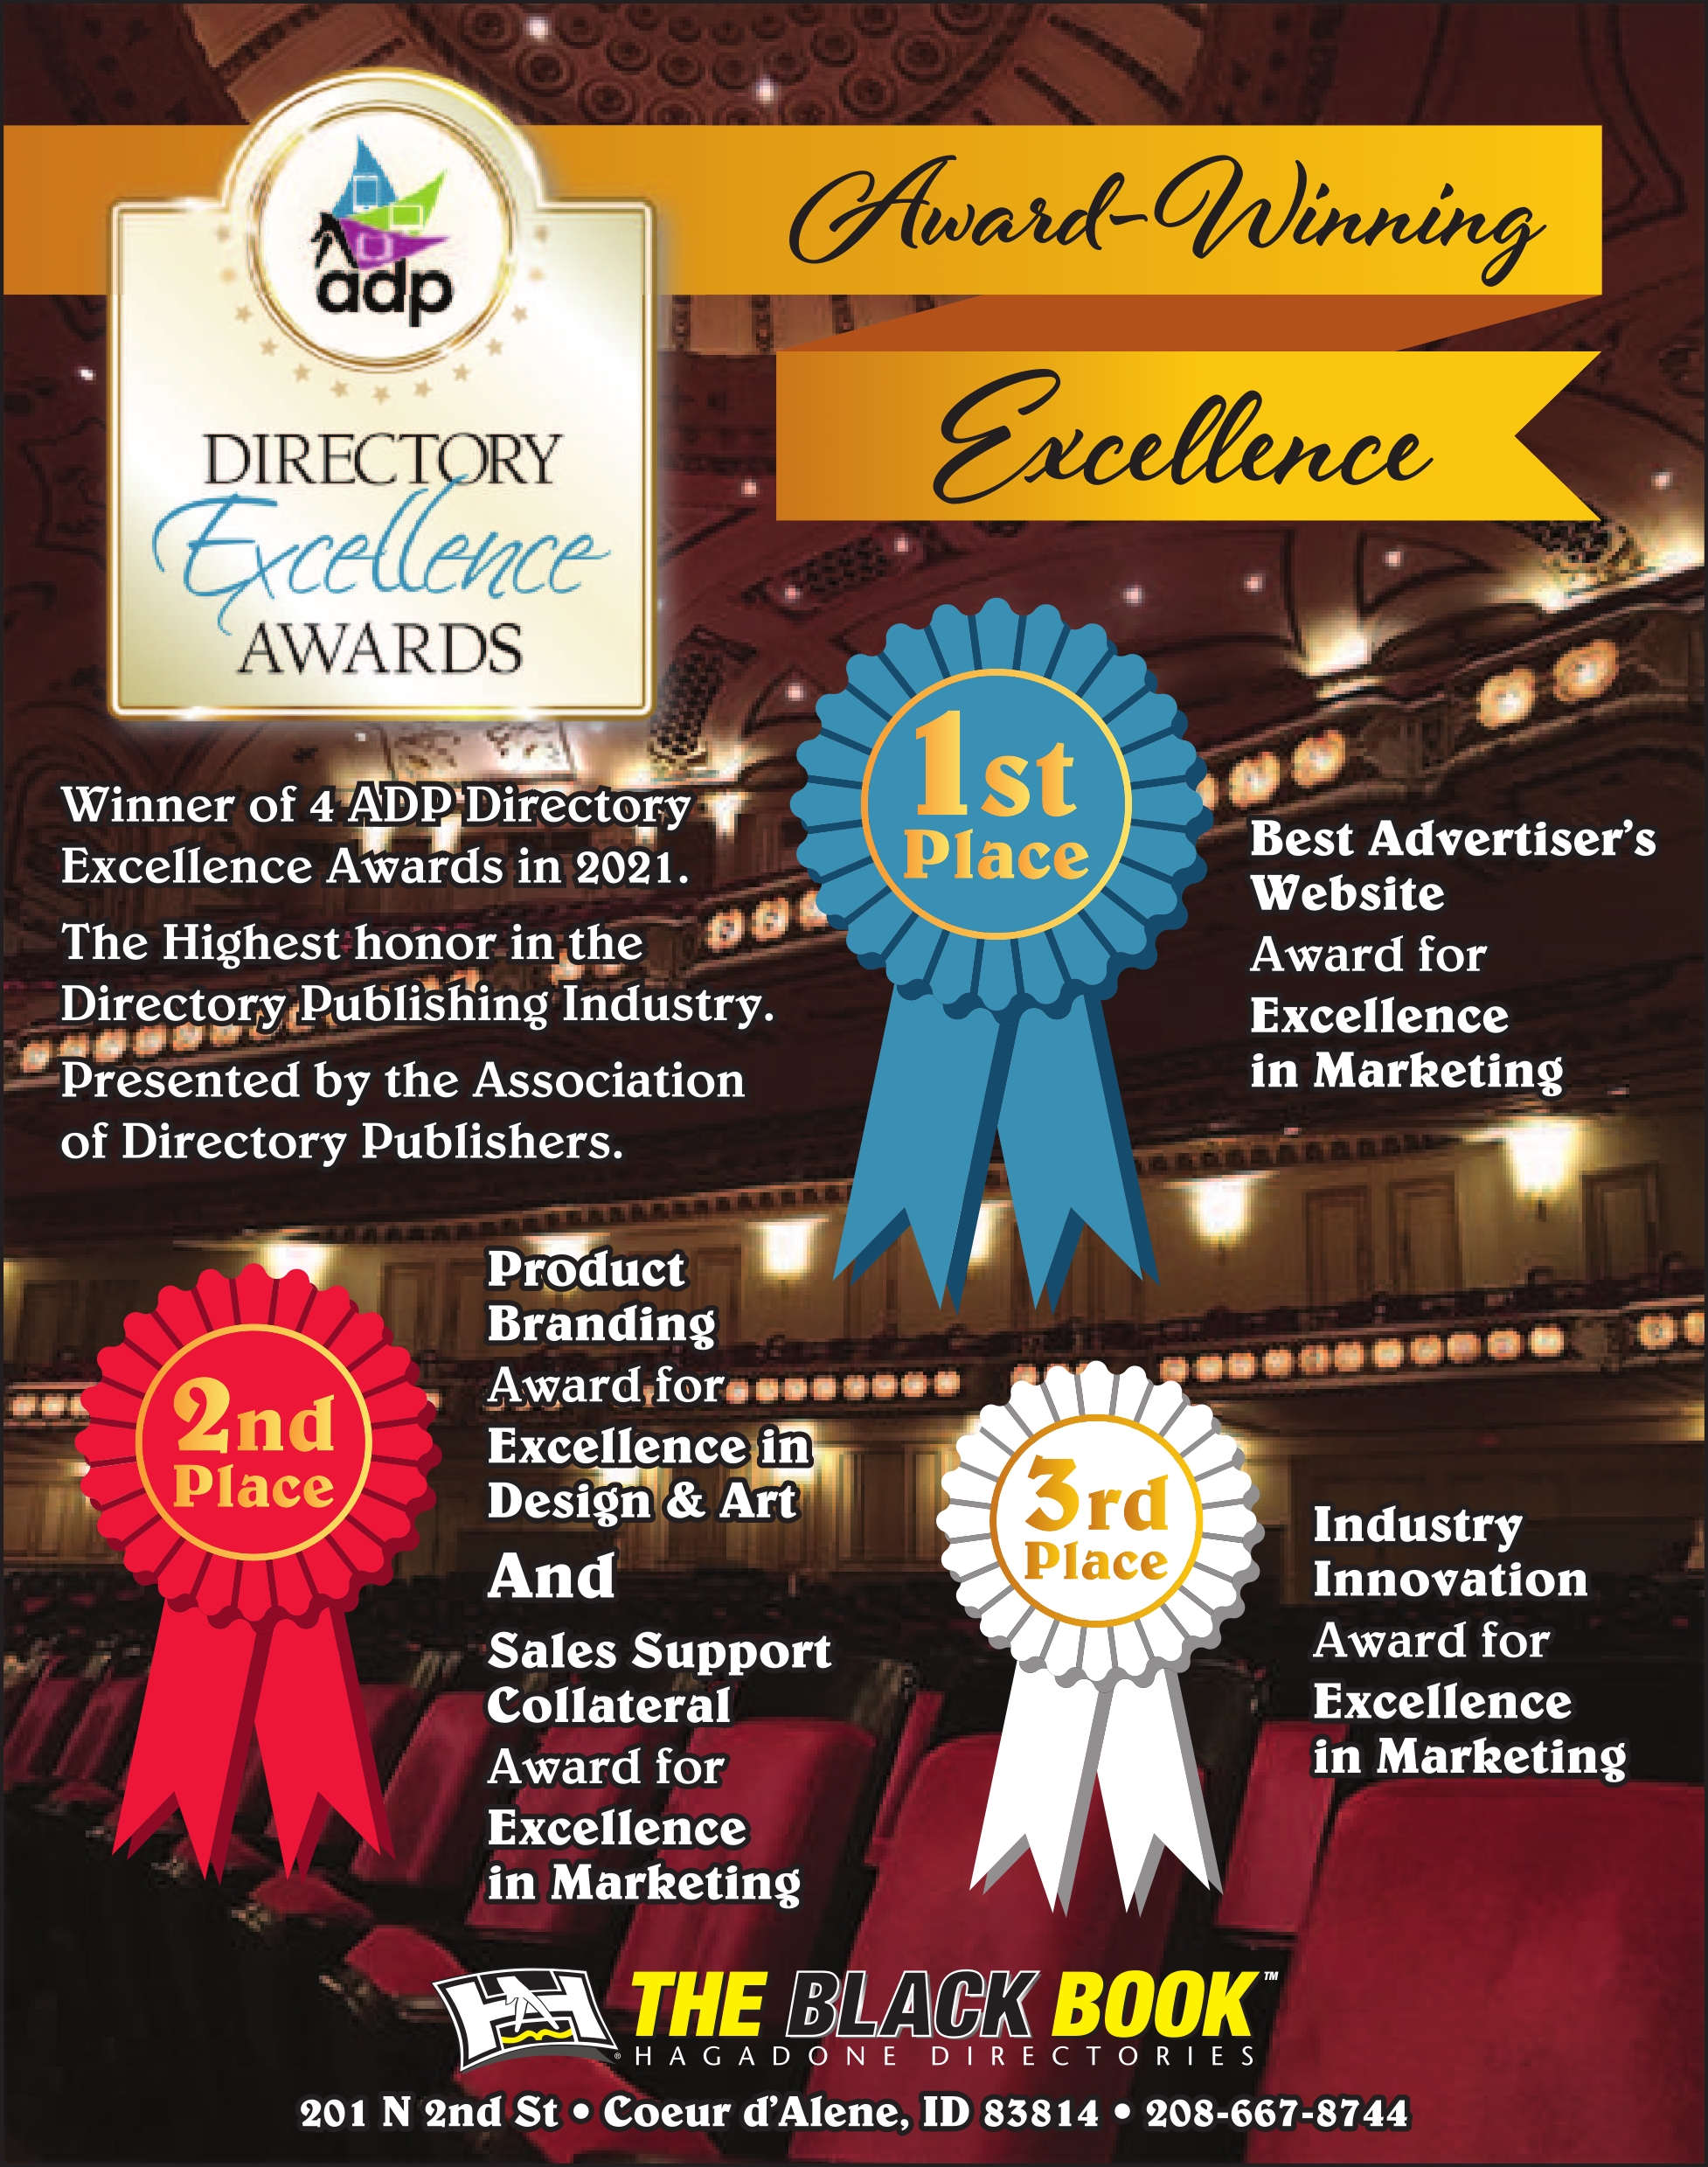 adp
DIRECTORY
Excellence
AWARDS
Award-Winning
Excellence
Winner of 4 ADP Directory
Excellence Awards in 2021.
The Highest honor in the
Directory Publishing Industry.
Presented by the Association
of Directory Publishers.
1st
Place
Best Advertiser's
Website
Award for
Excellence
in Marketing
2nd
Place
Product
Branding
Award for
Excellence in
Design & Art
And
Sales Support
Collateral
Award for
Excellence
in Marketing
3rd
Place
Industry
Innovation
Award for
Excellence
in Marketing
H H ® THE BLACK BOOK™
HAGADONE DIRECTORIES
201 N 2nd St • Coeur d'Alene, ID 83814 • 208-667-8744